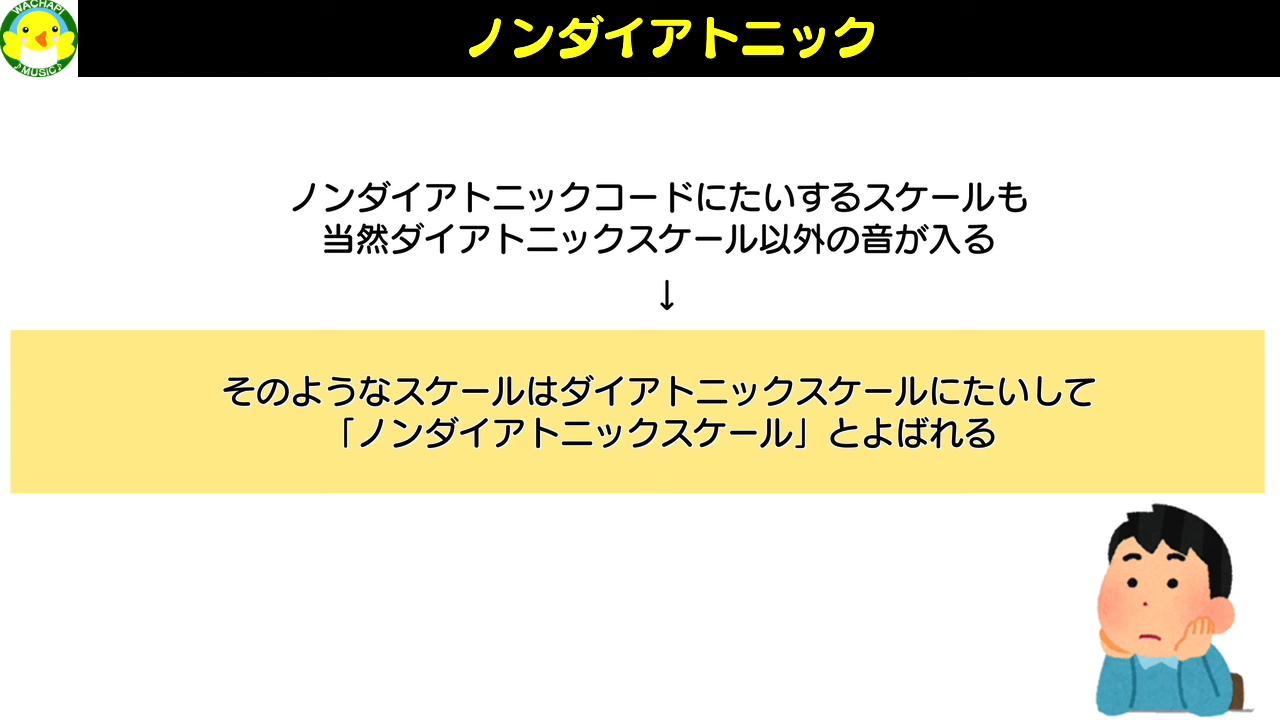 WACHAPI
♪MUSIC♪
ノンダイアトニック
ノンダイアトニックコードにたいするスケールも
当然ダイアトニックスケール以外の音が入る
↓
そのようなスケールはダイアトニックスケールにたいして
「ノンダイアトニックスケール」とよばれる